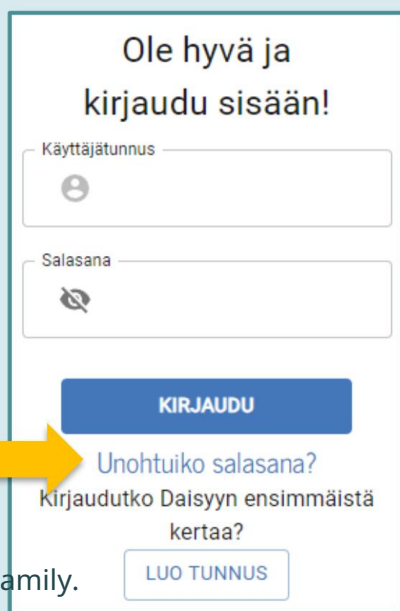 Ole hyvä ja
kirjaudu sisään!
Käyttäjätunnus
Salasana
KIRJAUDU
Unohtuiko salasana?
Kirjaudutko Daisyyn ensimmäistä
kertaa?
LUO TUNNUS
amily.